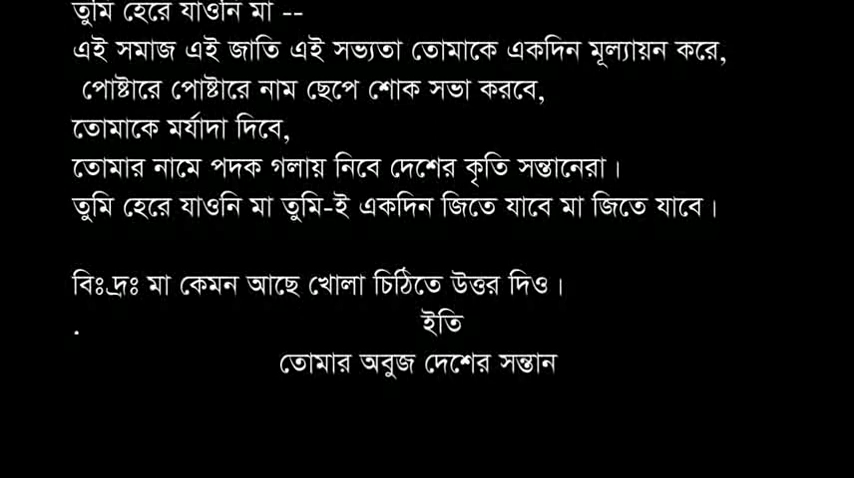 তুমি হেরে যাওনি মা --
এই সমাজ এই জাতি এই সভ্যতা তোমাকে একদিন মূল্যায়ন করে,
পোষ্টারে পোষ্টারে নাম ছেপে শোক সভা করবে,
তোমাকে মর্যাদা দিবে,
তোমার নামে পদক গলায় নিবে দেশের কৃতি সন্তানেরা।
তুমি হেরে যাওনি মা তুমি-ই একদিন জিতে যাবে মা জিতে যাবে।
বিঃদ্রঃ মা কেমন আছে খোলা চিঠিতে উত্তর দিও।
. ইতি
তোমার অবুজ দেশের সন্তান